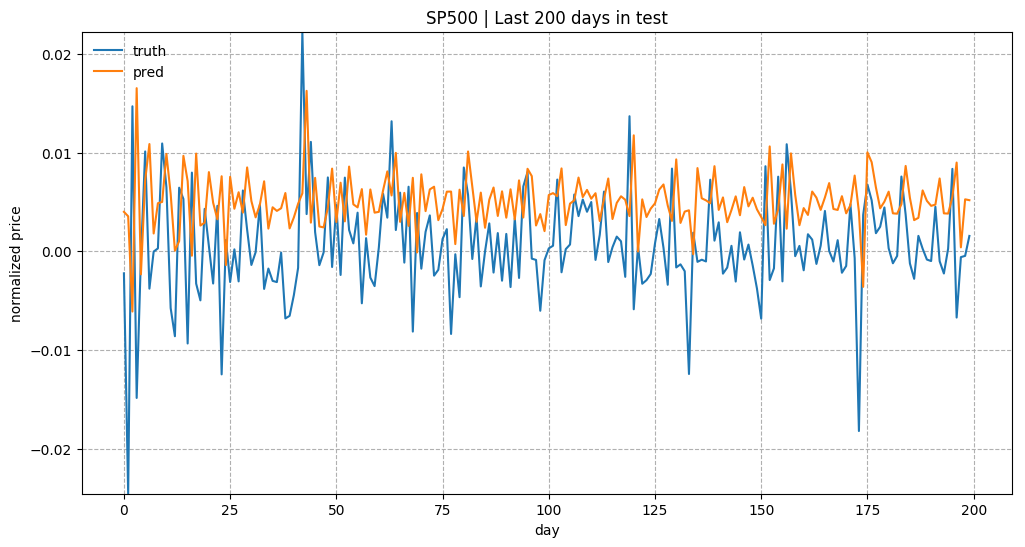 SP500 | Last 200 days in test
truth
pred
normalized price
0.02
0.01
0.00
−0.01
−0.02
0 25 50 75 100 125 150 175 200
day